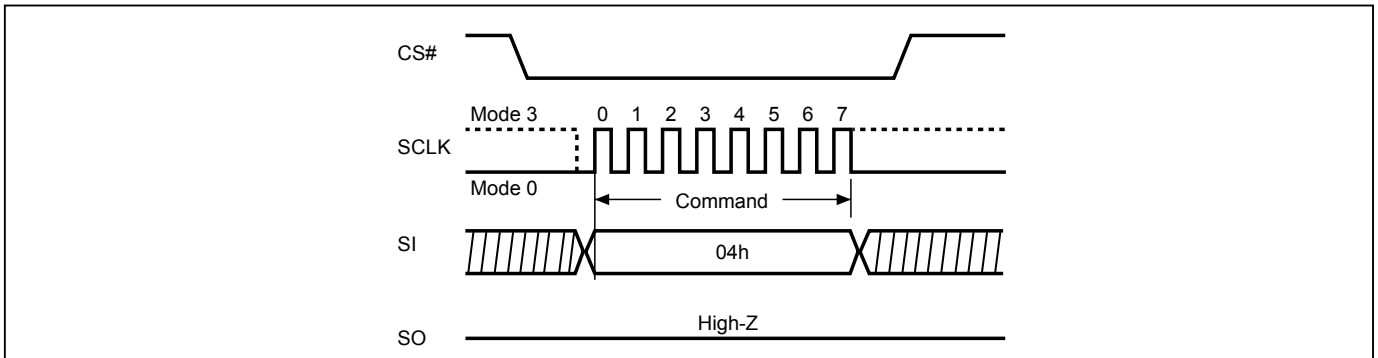 CS#
Mode 3
0 1 2 3 4 5 6 7
SCLK
Mode 0
Command
SI
04h
High-Z
SO